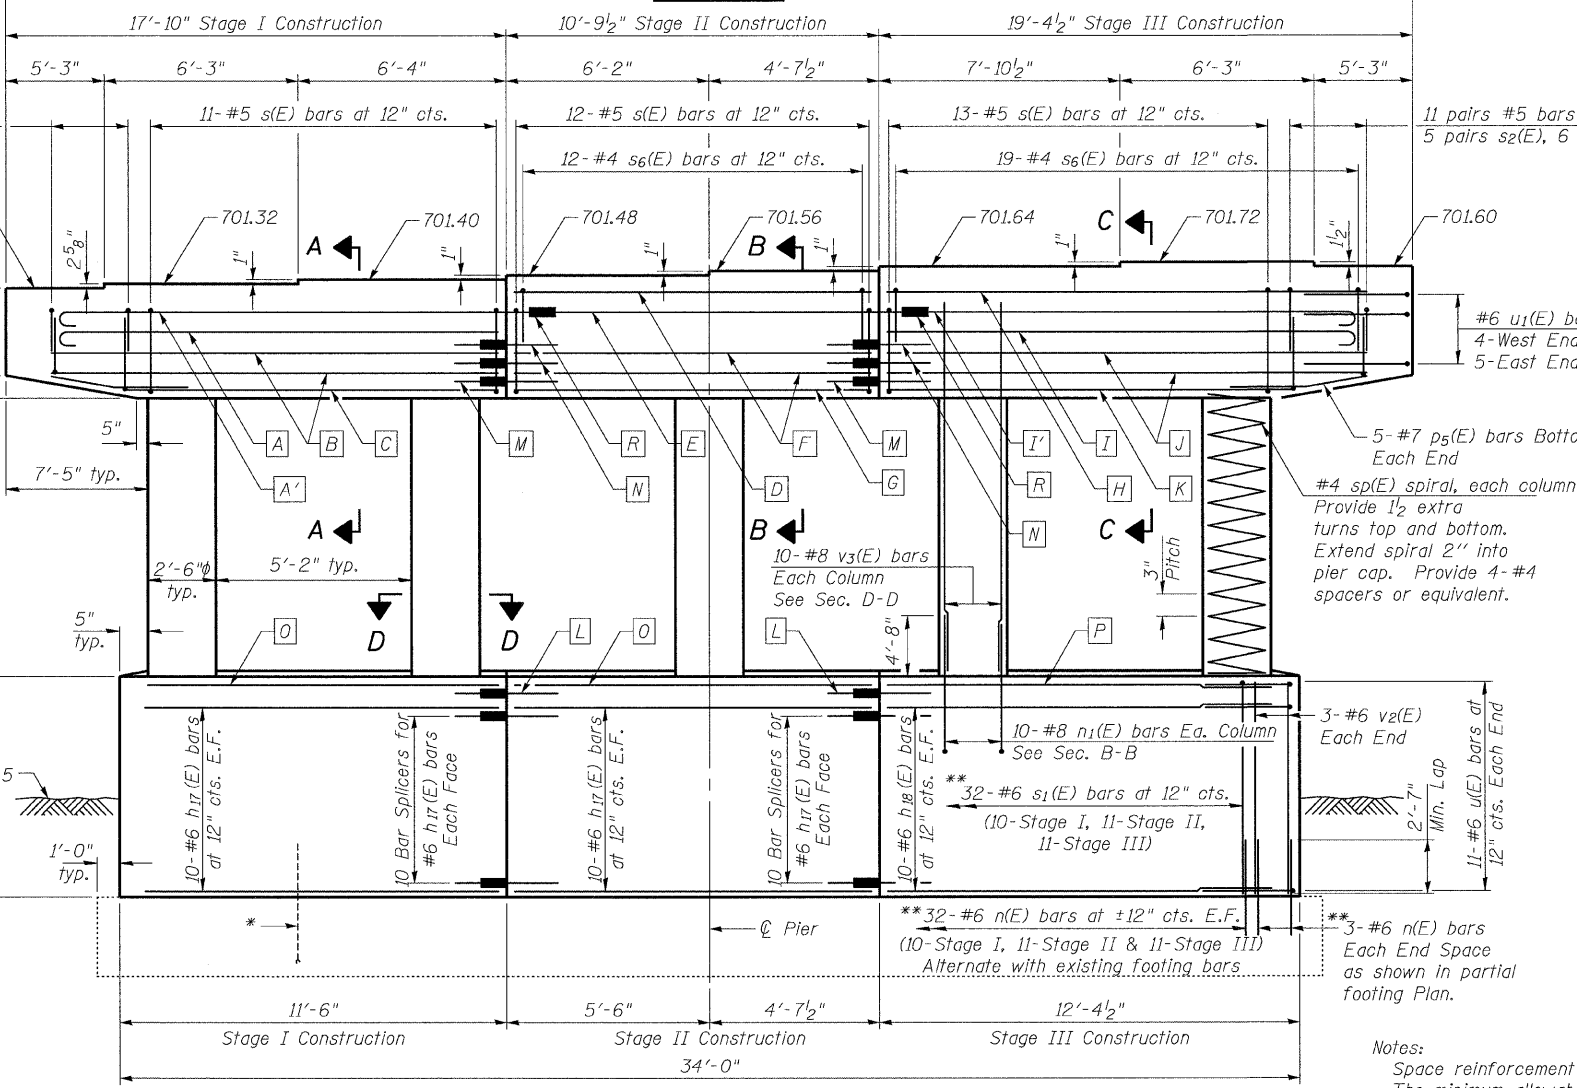 17'-10" Stage I Construction
10'-9½" Stage II Construction
19'-4½" Stage III Construction
5'-3"
6'-3"
6'-4"
6'-2"
4'-7½"
7'-10½"
6'-3"
5'-3"
11-#5 s(E) bars at 12" cts.
12-#5 s(E) bars at 12" cts.
13-#5 s(E) bars at 12" cts.
11 pairs #5 bars
5 pairs s2(E), 6
12-#4 s6(E) bars at 12" cts.
19-#4 s6(E) bars at 12" cts.
701.32
701.40
701.48
701.56
701.64
701.72
701.60
A
B
C
2⅝"
1"
1"
1"
1"
1"
1½"
#6 u1(E) ba
4-West End
5-East End
5"
A
B
C
M
R
E
F
M
I'
I
J
5-#7 p5(E) bars Botto
Each End
7'-5" typ.
A'
N
D
G
R
H
K
#4 sp(E) spiral, each column
Provide 1½ extra
turns top and bottom.
Extend spiral 2" into
pier cap. Provide 4-#4
spacers or equivalent.
A
B
N
C
2'-6"ϕ
typ.
5'-2" typ.
10-#8 v3(E) bars
Each Column
See Sec. D-D
3"
Pitch
5"
typ.
D
D
O
L
O
L
4'-8"
P
10-#6 h17(E) bars
at 12" cts. E.F.
10 Bar Splicers for
#6 h17(E) bars
Each Face
10-#6 h17(E) bars
at 12" cts. E.F.
10 Bar Splicers for
#6 h17(E) bars
Each Face
10-#6 h18(E) bars
at 12" cts. E.F.
10-#8 n1(E) bars Ea. Column
See Sec. B-B
3-#6 v2(E)
Each End
5
**
32-#6 s1(E) bars at 12" cts.
(10-Stage I, 11-Stage II,
11-Stage III)
2'-7"
Min. Lap
11-#6 u(E) bars at
12" cts. Each End
1'-0"
typ.
*
℄ Pier
**32-#6 n(E) bars at ±12" cts. E.F.
(10-Stage I, 11-Stage II & 11-Stage III)
Alternate with existing footing bars
**
3-#6 n(E) bars
Each End Space
as shown in partial
footing Plan.
11'-6"
5'-6"
4'-7½"
12'-4½"
Stage I Construction
Stage II Construction
Stage III Construction
34'-0"
Notes:
Space reinforcement
The minimum allowab